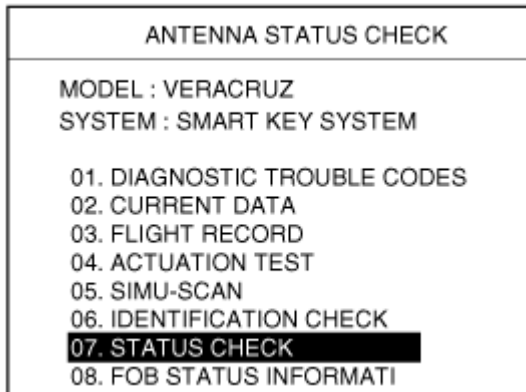 ANTENNA STATUS CHECK
MODEL : VERACRUZ
SYSTEM : SMART KEY SYSTEM
01. DIAGNOSTIC TROUBLE CODES
02. CURRENT DATA
03. FLIGHT RECORD
04. ACTUATION TEST
05. SIMU-SCAN
06. IDENTIFICATION CHECK
07. STATUS CHECK
08. FOB STATUS INFORMATI